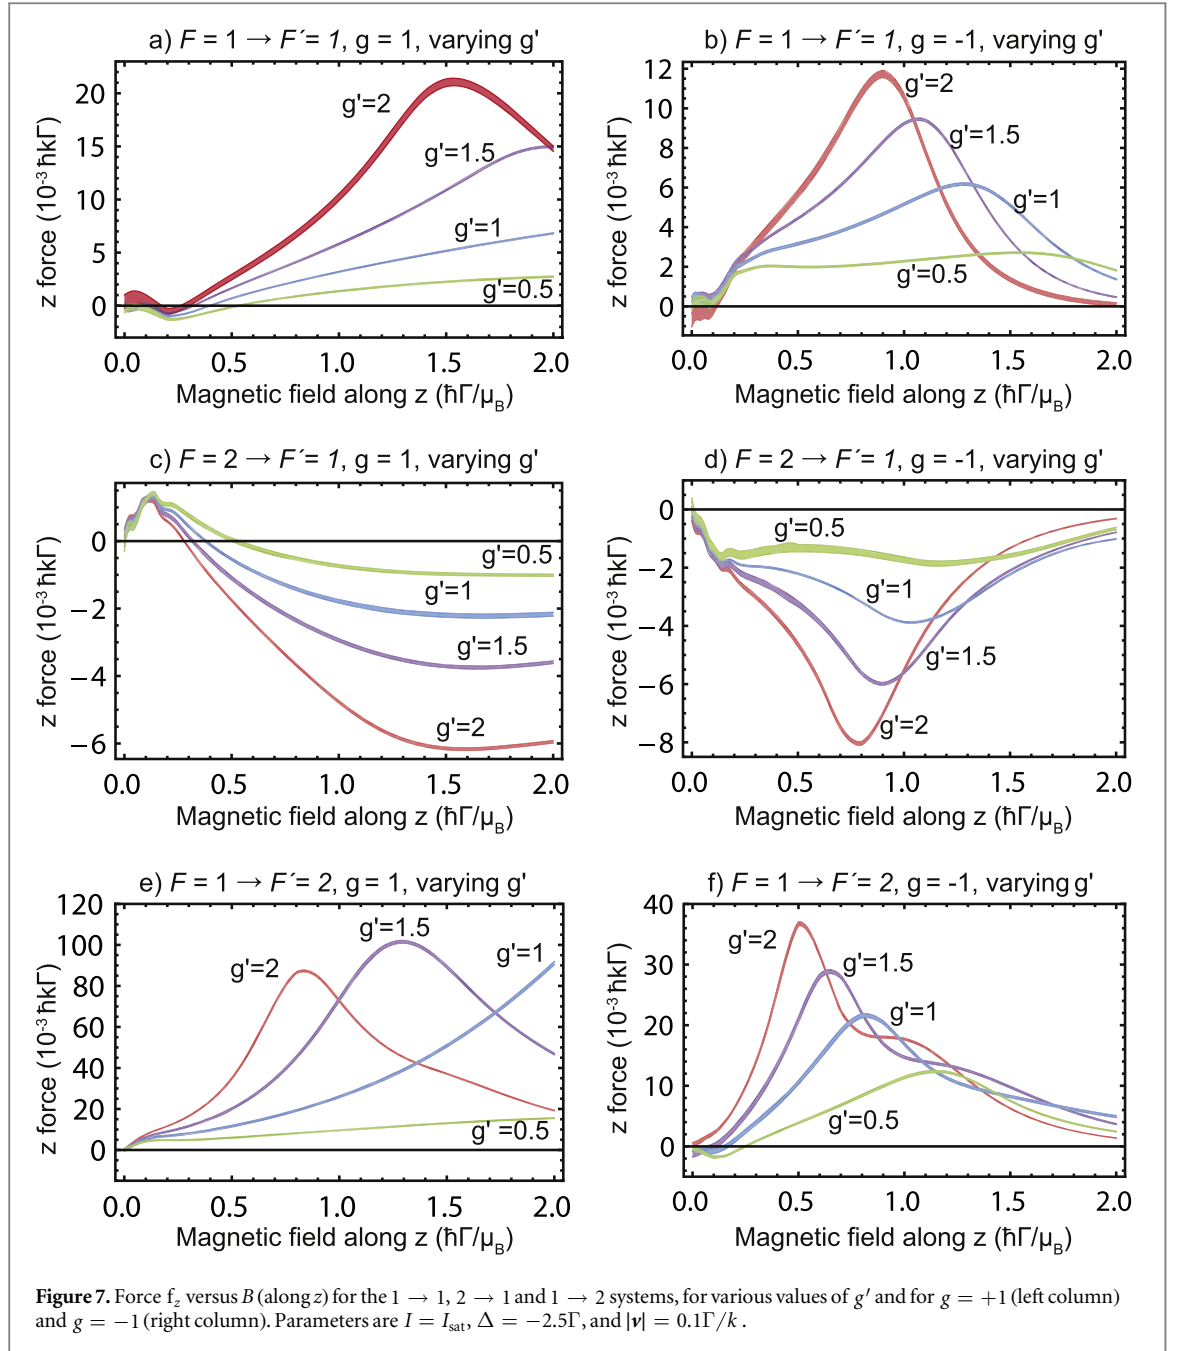 a) F = 1 → F′ = 1, g = 1, varying g'
z force (10⁻³ ħkΓ)
20
15
10
5
0
g'=2
g'=1.5
g'=1
g'=0.5
0.0 0.5 1.0 1.5 2.0
Magnetic field along z (ħΓ/μ_B)
b) F = 1 → F′ = 1, g = -1, varying g'
z force (10⁻³ ħkΓ)
12
10
8
6
4
2
0
g'=2
g'=1.5
g'=1
g'=0.5
0.0 0.5 1.0 1.5 2.0
Magnetic field along z (ħΓ/μ_B)
c) F = 2 → F′ = 1, g = 1, varying g'
z force (10⁻³ ħkΓ)
0
−2
−4
−6
g'=0.5
g'=1
g'=1.5
g'=2
0.0 0.5 1.0 1.5 2.0
Magnetic field along z (ħΓ/μ_B)
d) F = 2 → F′ = 1, g = -1, varying g'
z force (10⁻³ ħkΓ)
0
−2
−4
−6
−8
g'=0.5
g'=1
g'=1.5
g'=2
0.0 0.5 1.0 1.5 2.0
Magnetic field along z (ħΓ/μ_B)
e) F = 1 → F′ = 2, g = 1, varying g'
z force (10⁻³ ħkΓ)
120
100
80
60
40
20
0
g'=1.5
g'=1
g'=2
g' =0.5
0.0 0.5 1.0 1.5 2.0
Magnetic field along z (ħΓ/μ_B)
f) F = 1 → F′ = 2, g = -1, varying g'
z force (10⁻³ ħkΓ)
40
30
20
10
0
g'=2
g'=1.5
g'=1
g'=0.5
0.0 0.5 1.0 1.5 2.0
Magnetic field along z (ħΓ/μ_B)
Figure 7. Force f_z versus B (along z) for the 1 → 1, 2 → 1 and 1 → 2 systems, for various values of g′ and for g = +1 (left column)
and g = −1 (right column). Parameters are I = I_sat, Δ = −2.5Γ, and |v| = 0.1Γ/k .